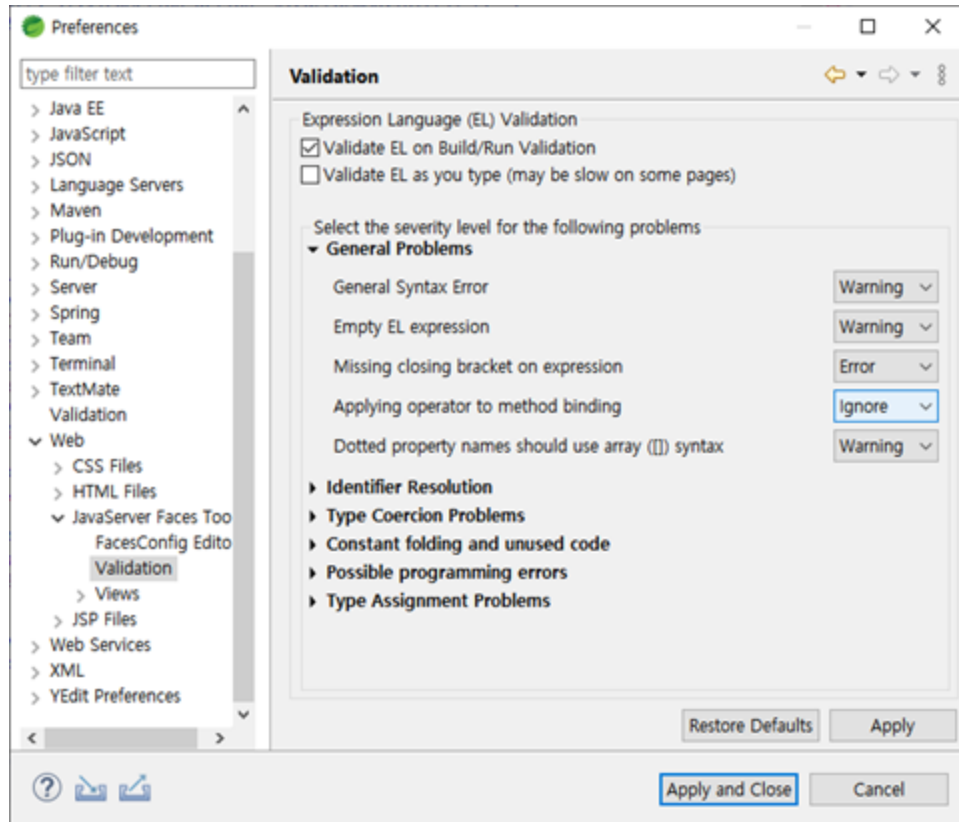 Preferences
type filter text
Java EE
JavaScript
JSON
Language Servers
Maven
Plug-in Development
Run/Debug
Server
Spring
Team
Terminal
TextMate
Validation
Web
CSS Files
HTML Files
JavaServer Faces Too
FacesConfig Edito
Validation
Views
JSP Files
Web Services
XML
YEdit Preferences
Validation
Expression Language (EL) Validation
Validate EL on Build/Run Validation
Validate EL as you type (may be slow on some pages)
Select the severity level for the following problems
General Problems
General Syntax Error Warning
Empty EL expression Warning
Missing closing bracket on expression Error
Applying operator to method binding Ignore
Dotted property names should use array ([]) syntax Warning
Identifier Resolution
Type Coercion Problems
Constant folding and unused code
Possible programming errors
Type Assignment Problems
Restore Defaults Apply
Apply and Close Cancel